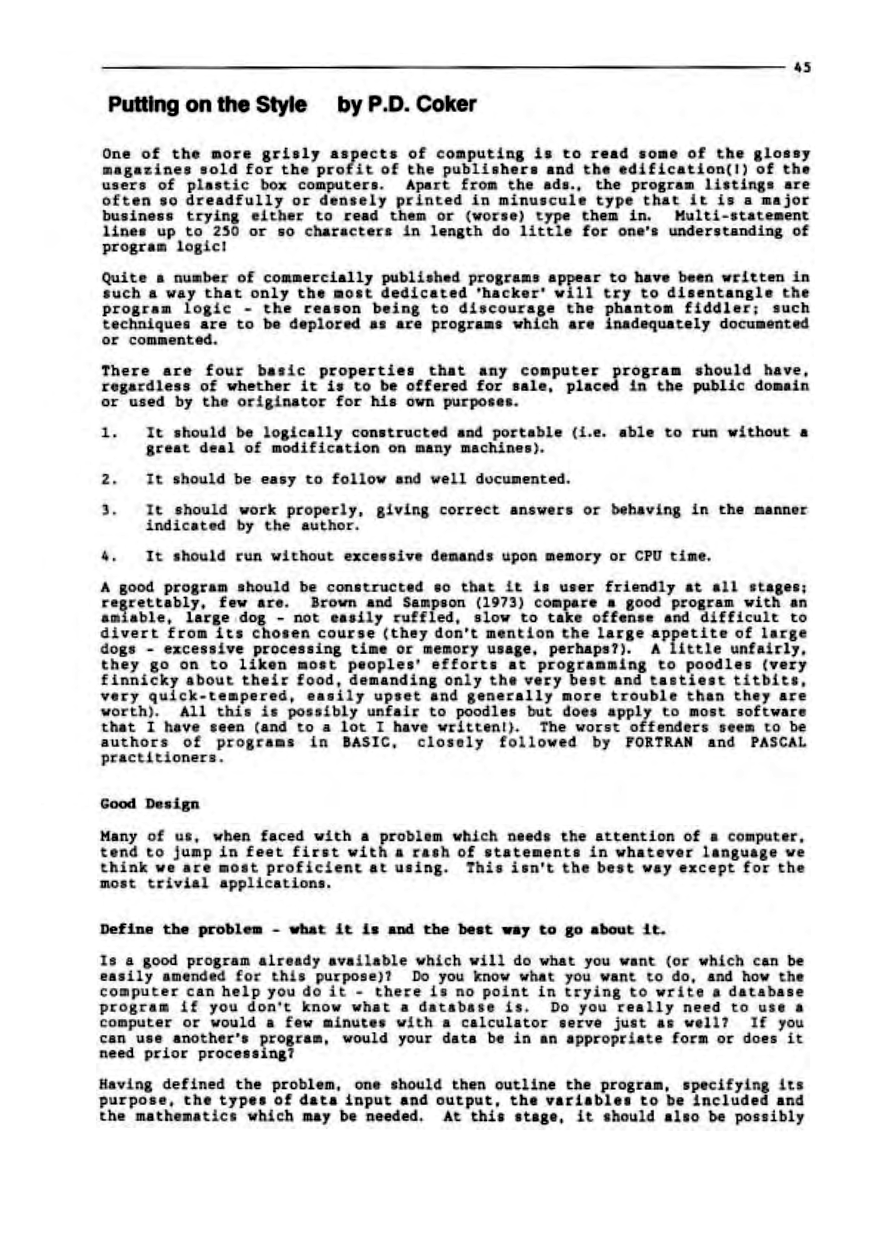 45
Putting on the Style by P.D. Coker
One of the more grisly aspects of computing is to read some of the glossy
magazines sold for the profit of the publishers and the edification(!) of the
users of plastic box computers. Apart from the ads., the program listings are
often so dreadfully or densely printed in minuscule type that it is a major
business trying either to read them or (worse) type them in. Multi-statement
lines up to 250 or so characters in length do little for one's understanding of
program logic!
Quite a number of commercially published programs appear to have been written in
such a way that only the most dedicated 'hacker' will try to disentangle the
program logic - the reason being to discourage the phantom fiddler; such
techniques are to be deplored as are programs which are inadequately documented
or commented.
There are four basic properties that any computer program should have,
regardless of whether it is to be offered for sale, placed in the public domain
or used by the originator for his own purposes.
1. It should be logically constructed and portable (i.e. able to run without a
great deal of modification on many machines).
2. It should be easy to follow and well documented.
3. It should work properly, giving correct answers or behaving in the manner
indicated by the author.
4. It should run without excessive demands upon memory or CPU time.
A good program should be constructed so that it is user friendly at all stages;
regrettably, few are. Brown and Sampson (1973) compare a good program with an
amiable, large dog - not easily ruffled, slow to take offense and difficult to
divert from its chosen course (they don't mention the large appetite of large
dogs - excessive processing time or memory usage, perhaps?). A little unfairly,
they go on to liken most peoples' efforts at programming to poodles (very
finnicky about their food, demanding only the very best and tastiest titbits,
very quick-tempered, easily upset and generally more trouble than they are
worth). All this is possibly unfair to poodles but does apply to most software
that I have seen (and to a lot I have written!). The worst offenders seem to be
authors of programs in BASIC, closely followed by FORTRAN and PASCAL
practitioners.
Good Design
Many of us, when faced with a problem which needs the attention of a computer,
tend to jump in feet first with a rash of statements in whatever language we
think we are most proficient at using. This isn't the best way except for the
most trivial applications.
Define the problem - what it is and the best way to go about it.
Is a good program already available which will do what you want (or which can be
easily amended for this purpose)? Do you know what you want to do, and how the
computer can help you do it - there is no point in trying to write a database
program if you don't know what a database is. Do you really need to use a
computer or would a few minutes with a calculator serve just as well? If you
can use another's program, would your data be in an appropriate form or does it
need prior processing?
Having defined the problem, one should then outline the program, specifying its
purpose, the types of data input and output, the variables to be included and
the mathematics which may be needed. At this stage, it should also be possibly